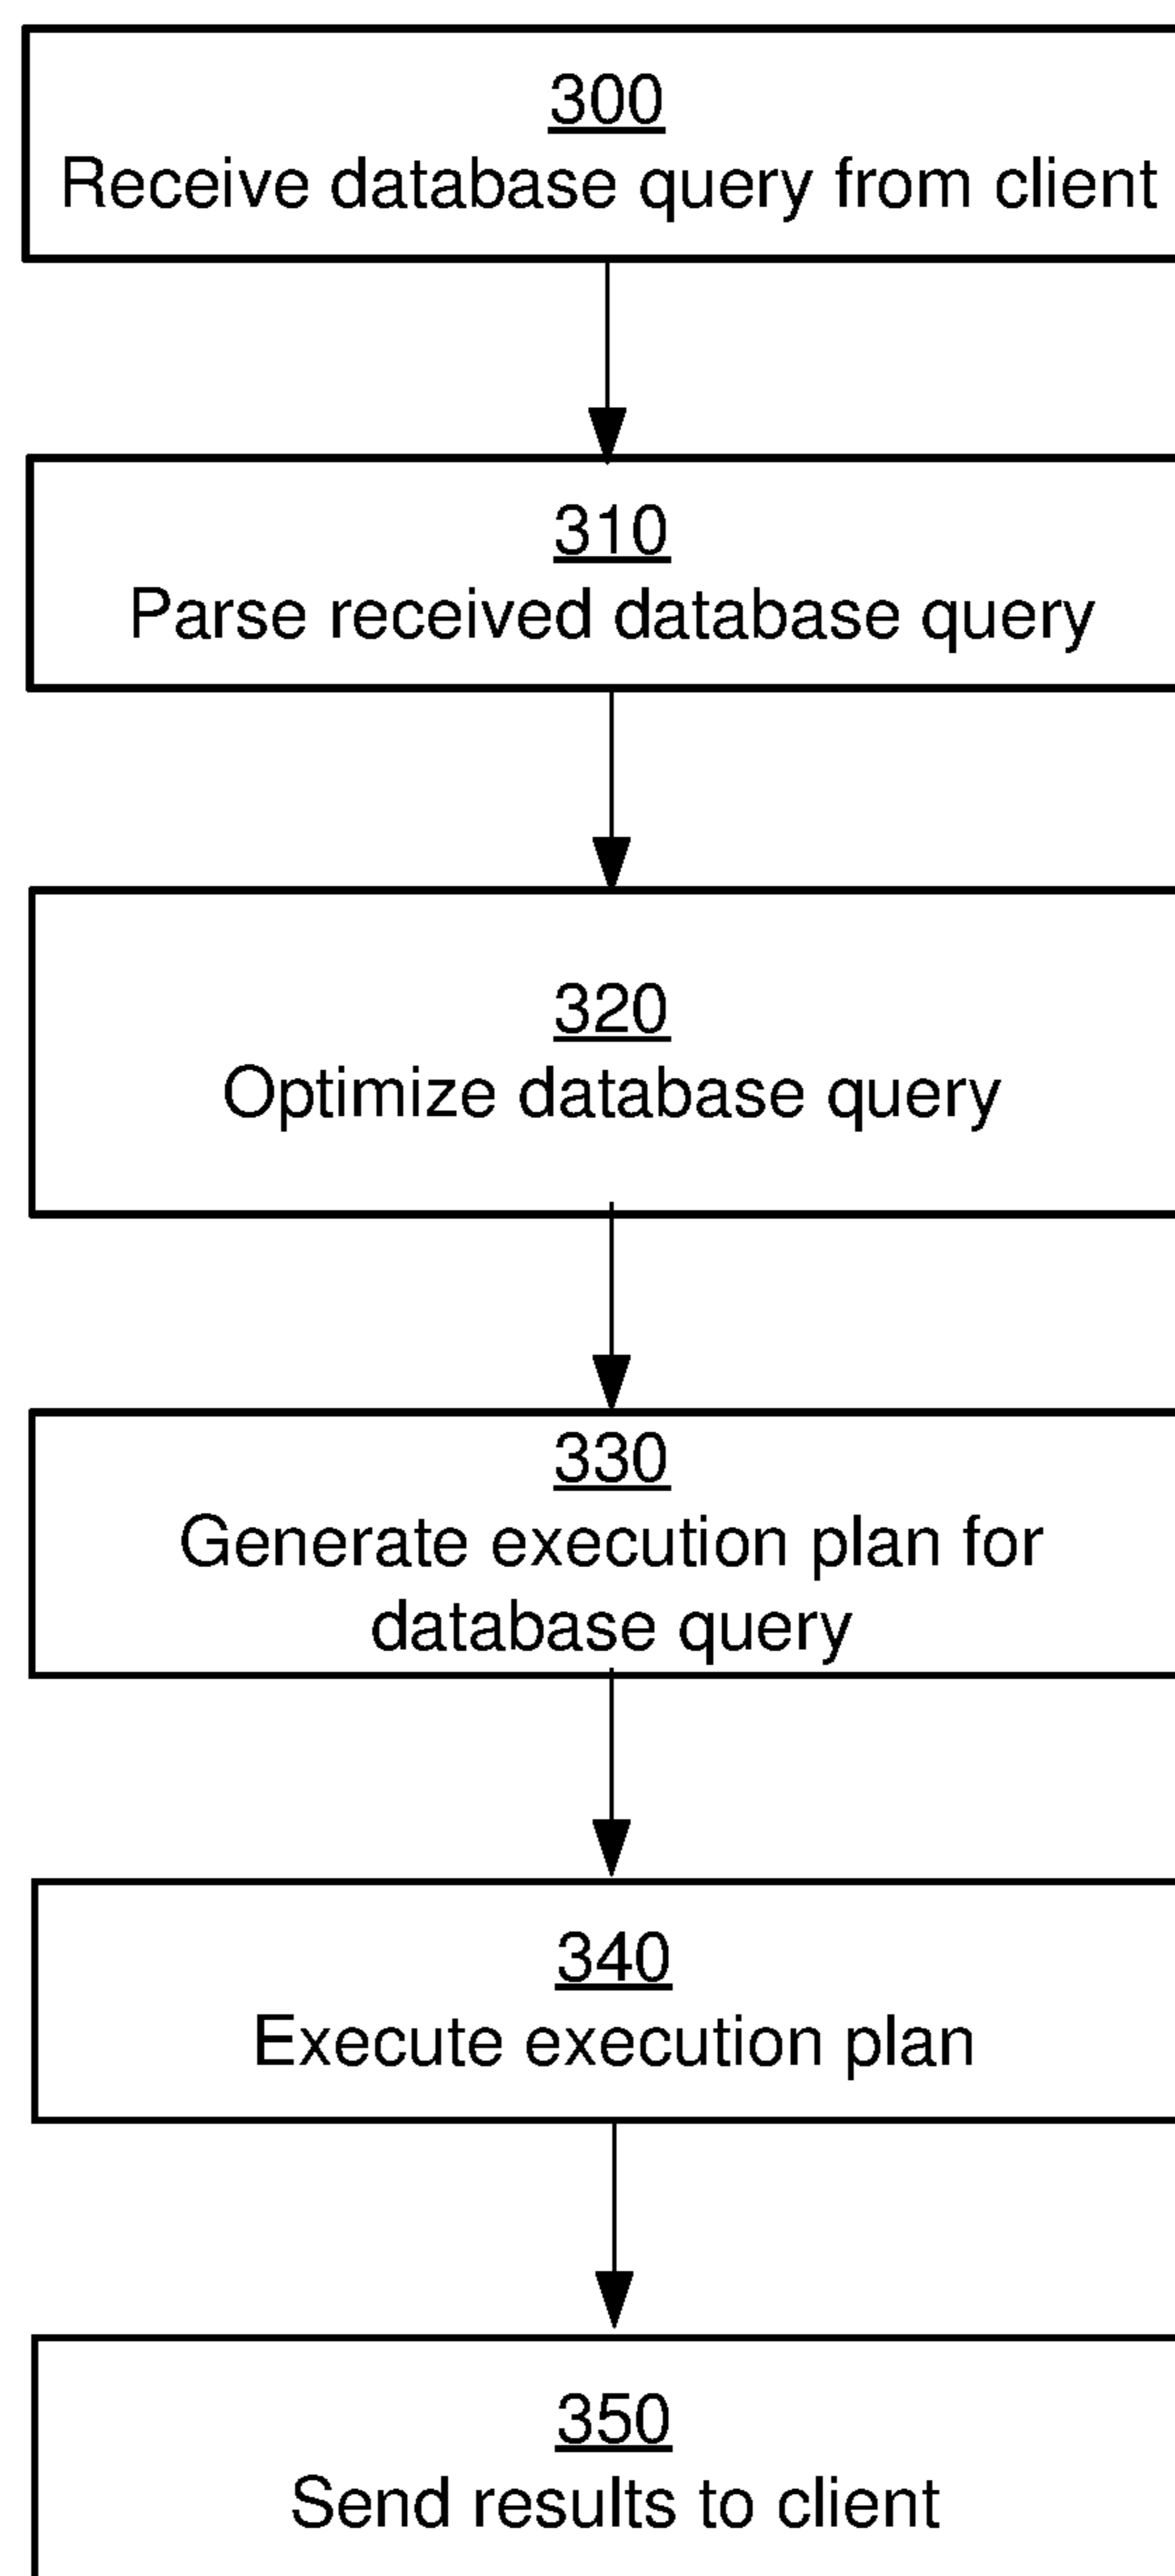 300
Receive database query from client
310
Parse received database query
320
Optimize database query
330
Generate execution plan for
database query
340
Execute execution plan
350
Send results to client